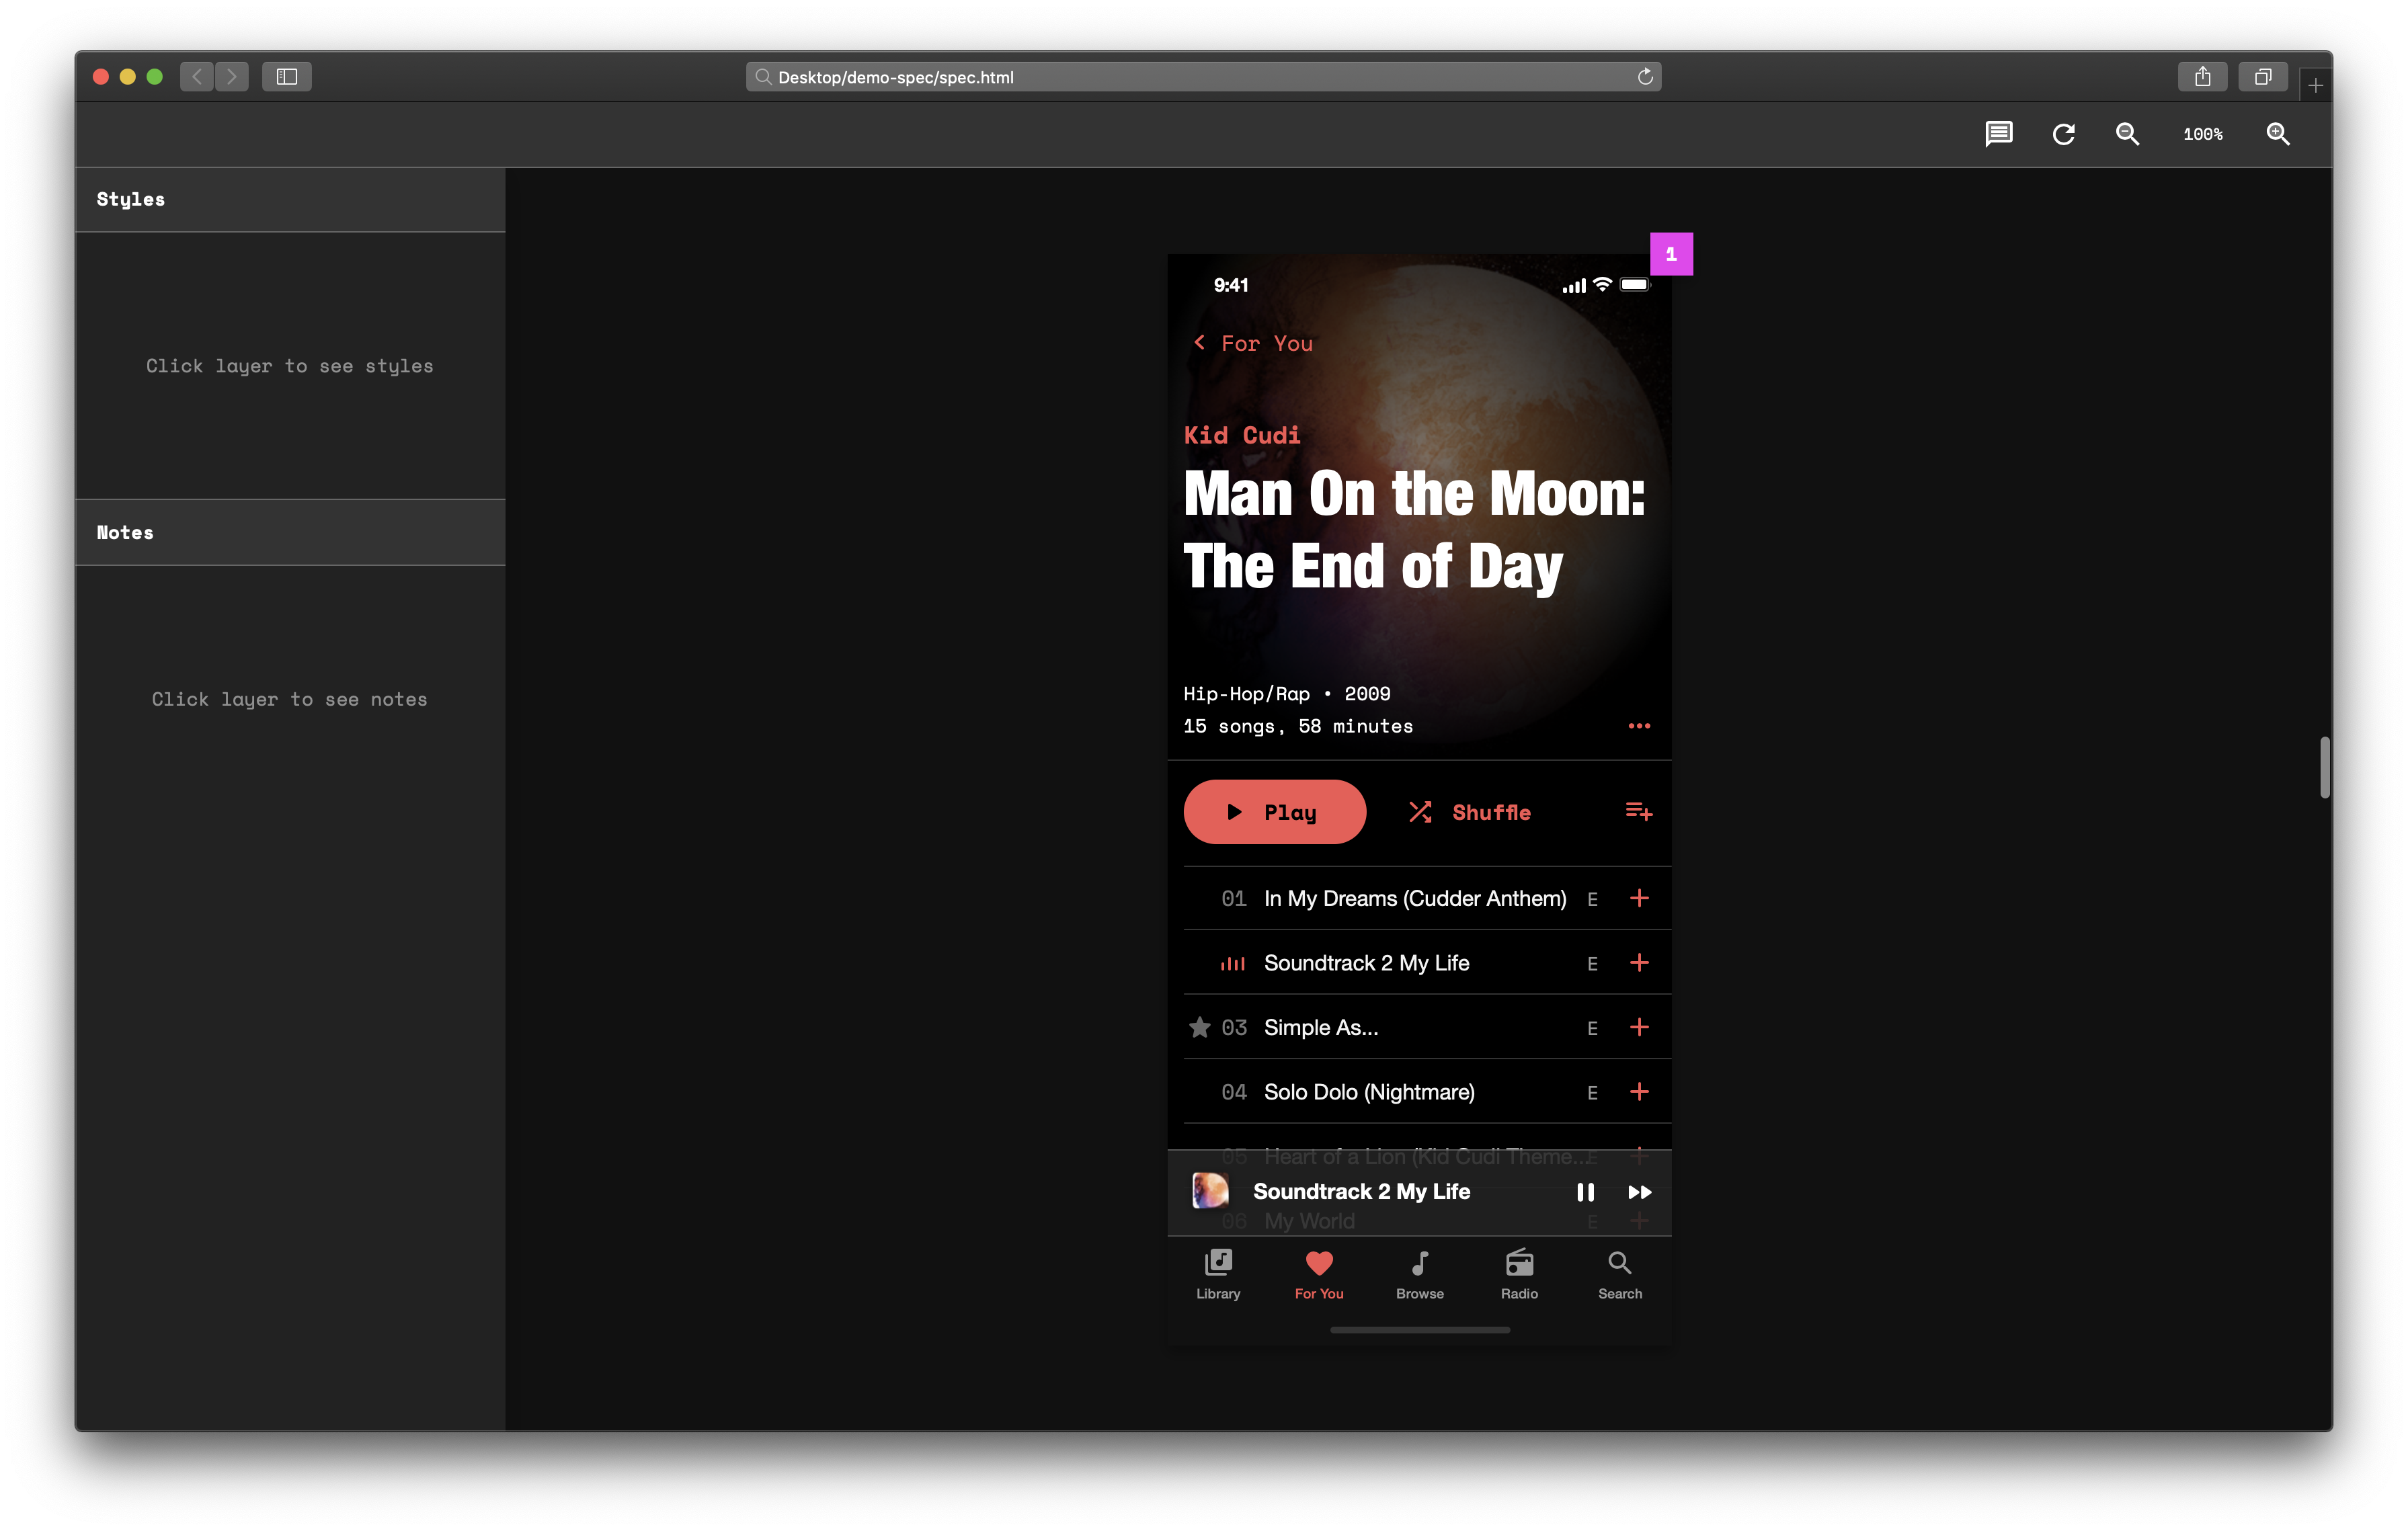 Desktop/demo-spec/spec.html
100%
Styles
Click layer to see styles
Notes
Click layer to see notes
1
9:41
For You
Kid Cudi
Man On the Moon:
The End of Day
Hip-Hop/Rap • 2009
15 songs, 58 minutes
Play
Shuffle
01 In My Dreams (Cudder Anthem) E
Soundtrack 2 My Life E
03 Simple As... E
04 Solo Dolo (Nightmare) E
05 Heart of a Lion (Kid Cudi Theme... E
Soundtrack 2 My Life
06 My World E
Library
For You
Browse
Radio
Search